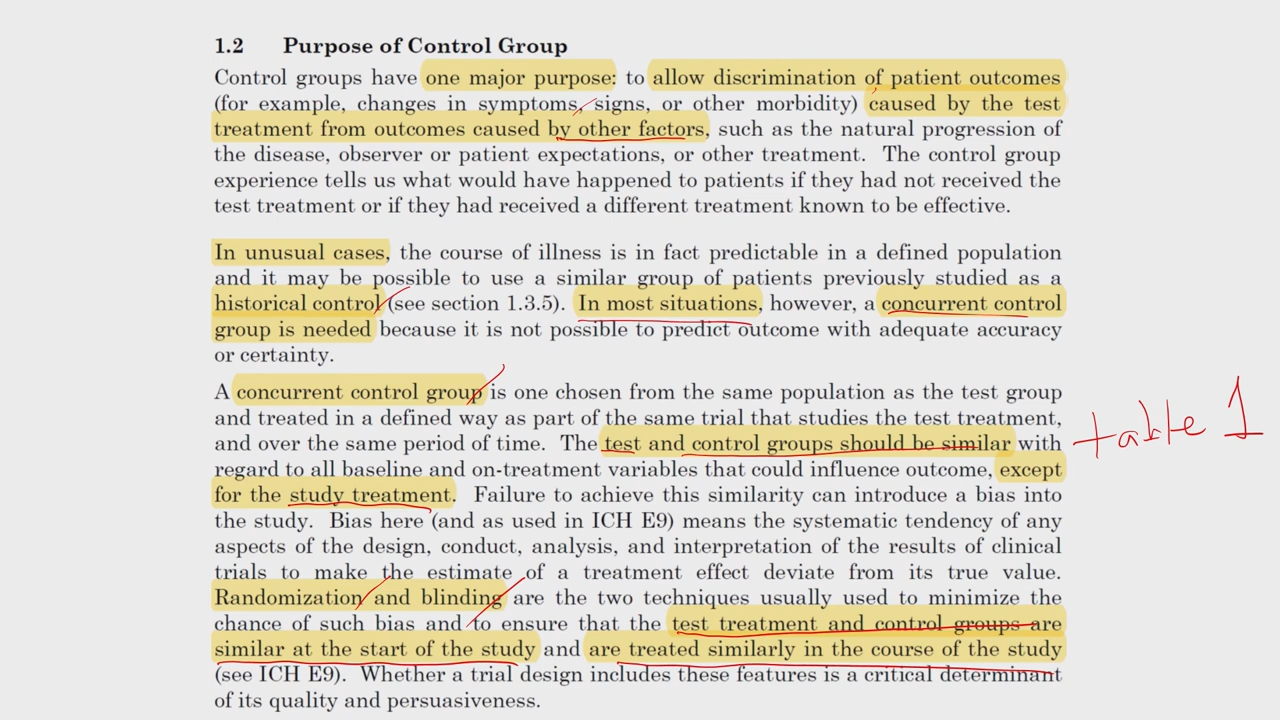 1.2 Purpose of Control Group
Control groups have one major purpose: to allow discrimination of patient outcomes
(for example, changes in symptoms, signs, or other morbidity) caused by the test
treatment from outcomes caused by other factors, such as the natural progression of
the disease, observer or patient expectations, or other treatment. The control group
experience tells us what would have happened to patients if they had not received the
test treatment or if they had received a different treatment known to be effective.
In unusual cases, the course of illness is in fact predictable in a defined population
and it may be possible to use a similar group of patients previously studied as a
historical control (see section 1.3.5). In most situations, however, a concurrent control
group is needed because it is not possible to predict outcome with adequate accuracy
or certainty.
A concurrent control group is one chosen from the same population as the test group
and treated in a defined way as part of the same trial that studies the test treatment,
and over the same period of time. The test and control groups should be similar with
regard to all baseline and on-treatment variables that could influence outcome, except
for the study treatment. Failure to achieve this similarity can introduce a bias into
the study. Bias here (and as used in ICH E9) means the systematic tendency of any
aspects of the design, conduct, analysis, and interpretation of the results of clinical
trials to make the estimate of a treatment effect deviate from its true value.
Randomization and blinding are the two techniques usually used to minimize the
chance of such bias and to ensure that the test treatment and control groups are
similar at the start of the study and are treated similarly in the course of the study
(see ICH E9). Whether a trial design includes these features is a critical determinant
of its quality and persuasiveness.
table 1